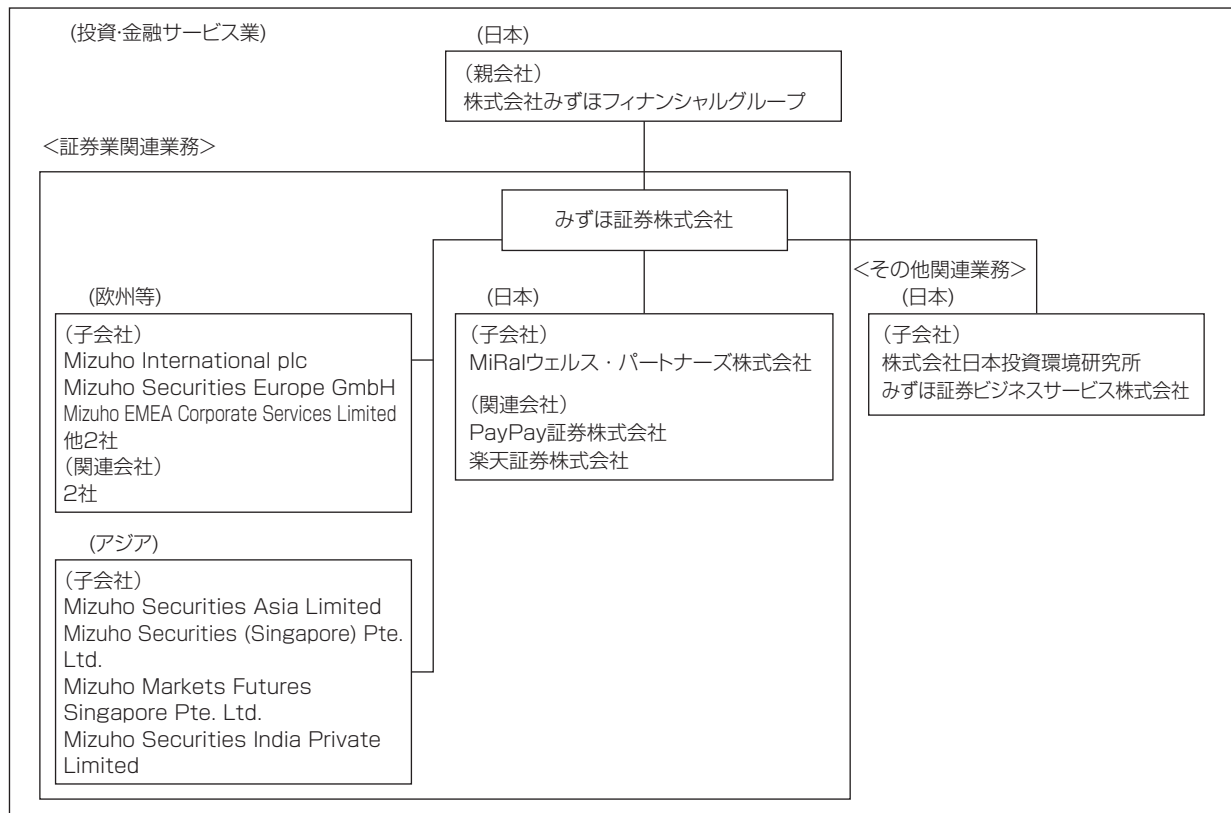 (投資・金融サービス業)
(日本)
(親会社)
株式会社みずほフィナンシャルグループ
<証券業関連業務>
みずほ証券株式会社
<その他関連業務>
(欧州等)
(子会社)
Mizuho International plc
Mizuho Securities Europe GmbH
Mizuho EMEA Corporate Services Limited
他2社
(関連会社)
2社
(日本)
(子会社)
MiRaIウェルス・パートナーズ株式会社
(関連会社)
PayPay証券株式会社
楽天証券株式会社
(日本)
(子会社)
株式会社日本投資環境研究所
みずほ証券ビジネスサービス株式会社
(アジア)
(子会社)
Mizuho Securities Asia Limited
Mizuho Securities (Singapore) Pte.
Ltd.
Mizuho Markets Futures
Singapore Pte. Ltd.
Mizuho Securities India Private
Limited